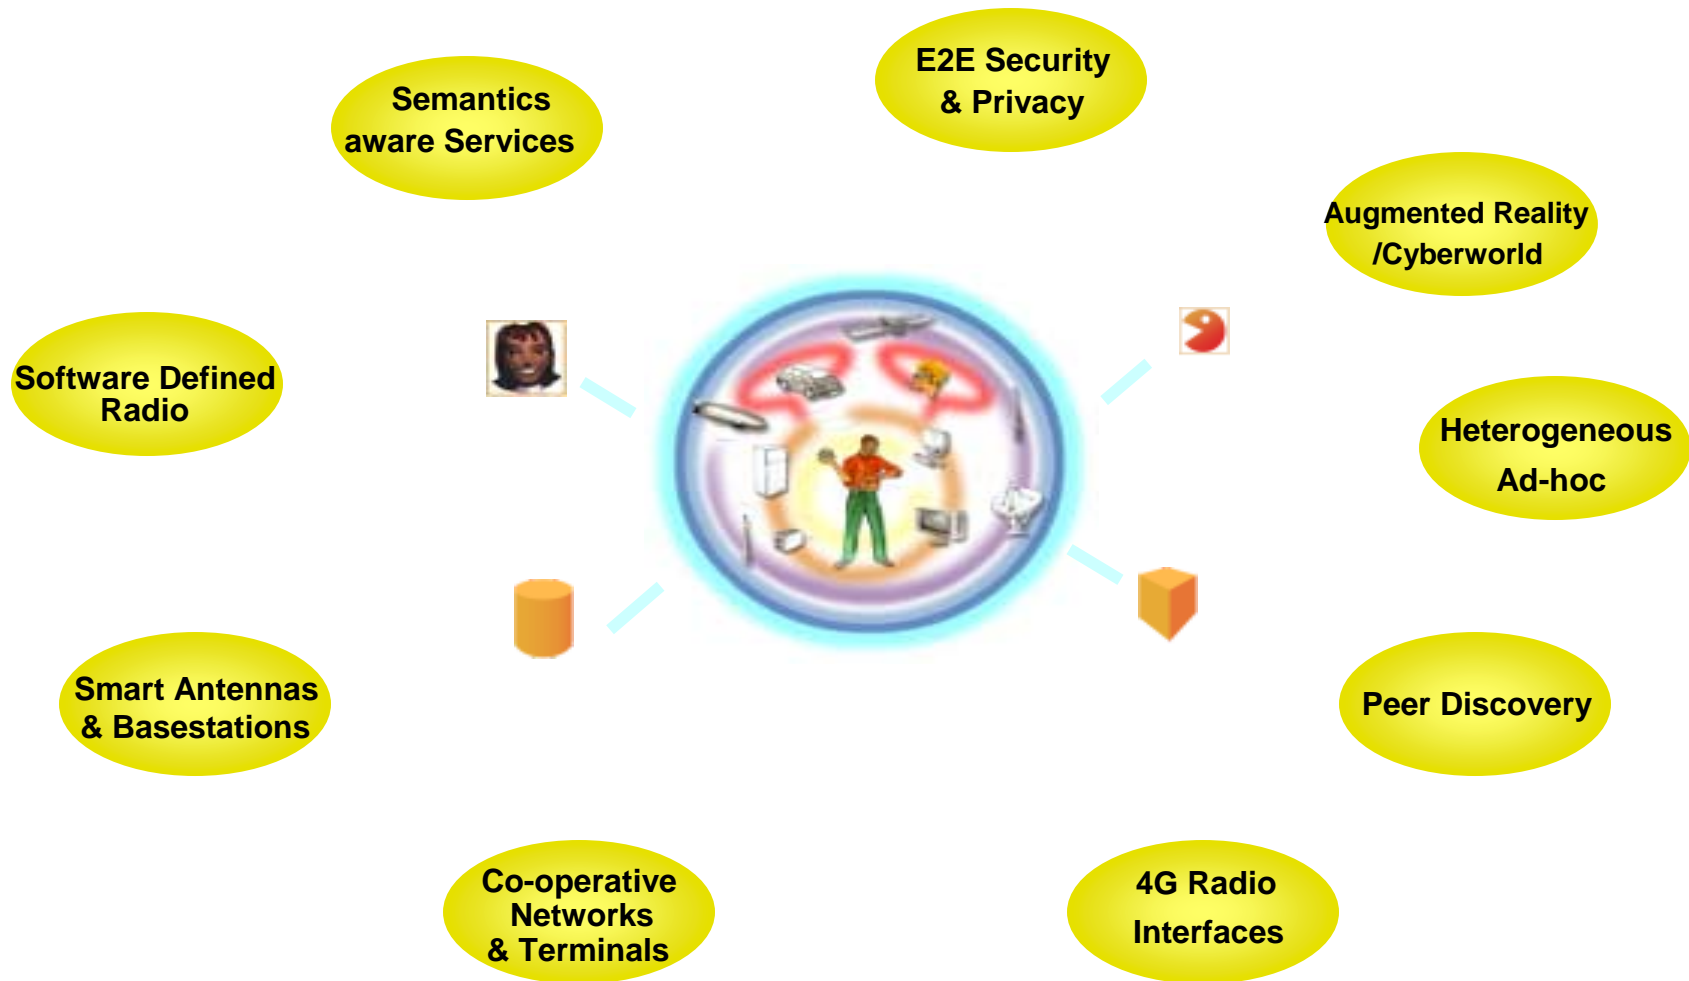 E2E Security
& Privacy
Semantics
aware Services
Augmented Reality
/Cyberworld
Software Defined
Radio
Heterogeneous
Ad-hoc
Smart Antennas
& Basestations
Peer Discovery
Co-operative
Networks
& Terminals
4G Radio
Interfaces